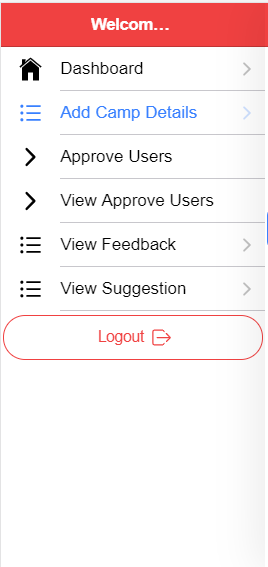 Welcom...
Dashboard
Add Camp Details
Approve Users
View Approve Users
View Feedback
View Suggestion
Logout